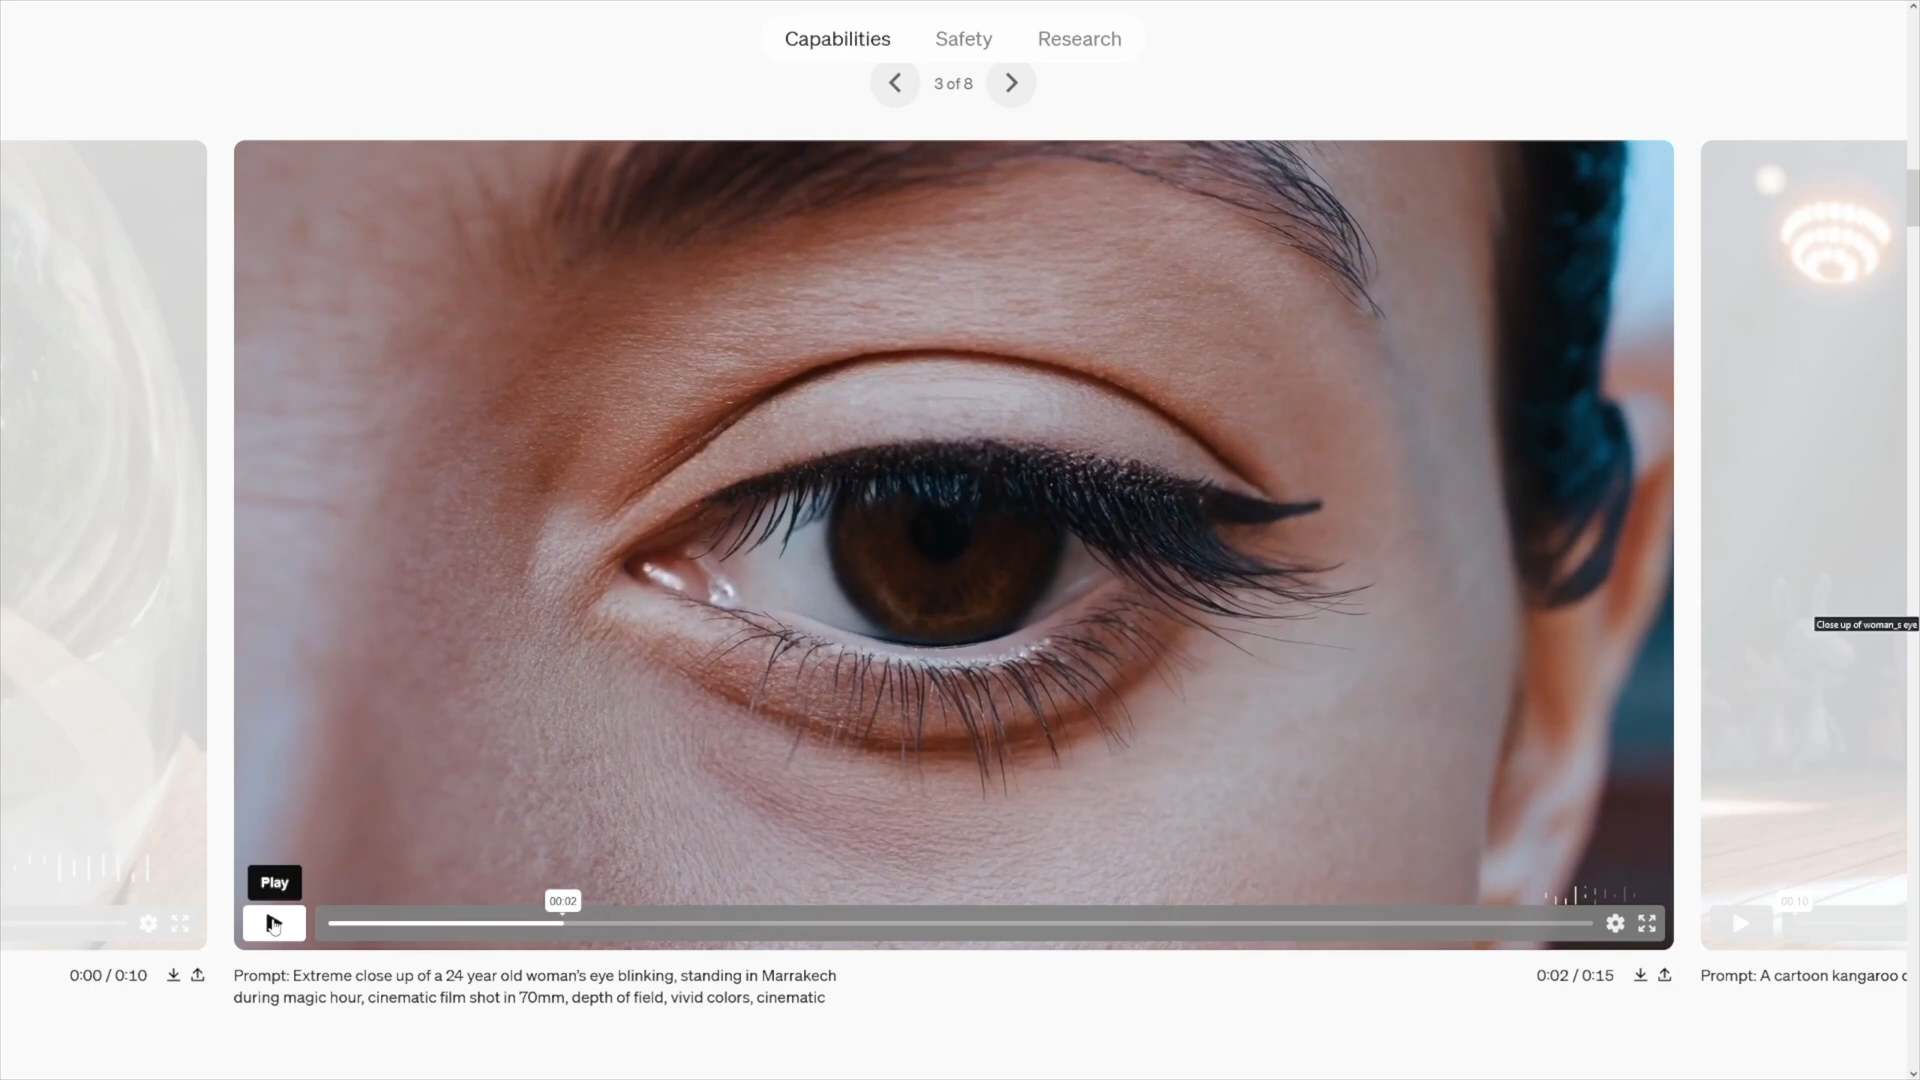 Capabilities Safety Research
3 of 8
Close up of woman_s eye
Play
00:02
00:10
0:00 / 0:10
Prompt: Extreme close up of a 24 year old woman’s eye blinking, standing in Marrakech
during magic hour, cinematic film shot in 70mm, depth of field, vivid colors, cinematic
0:02 / 0:15
Prompt: A cartoon kangaroo